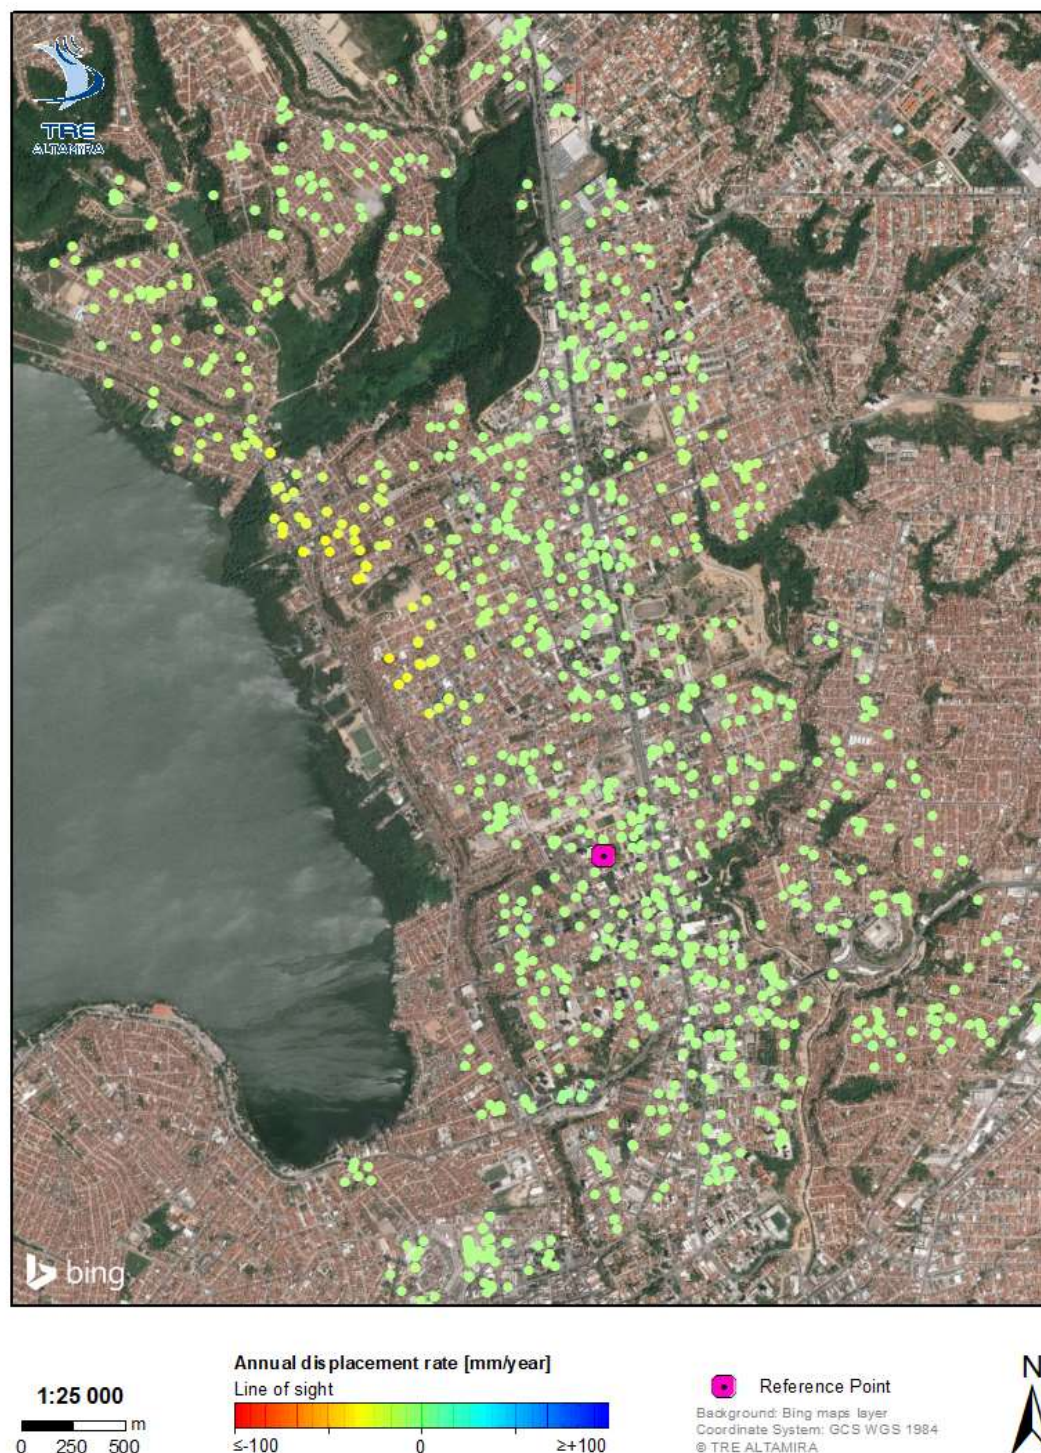 TRE
ALTAMIRA
bing
Annual displacement rate [mm/year]
Line of sight
≤-100 0 ≥+100
1:25 000
m
0 250 500
Reference Point
Background: Bing maps layer
Coordinate System: GCS WGS 1984
© TRE ALTAMIRA
N